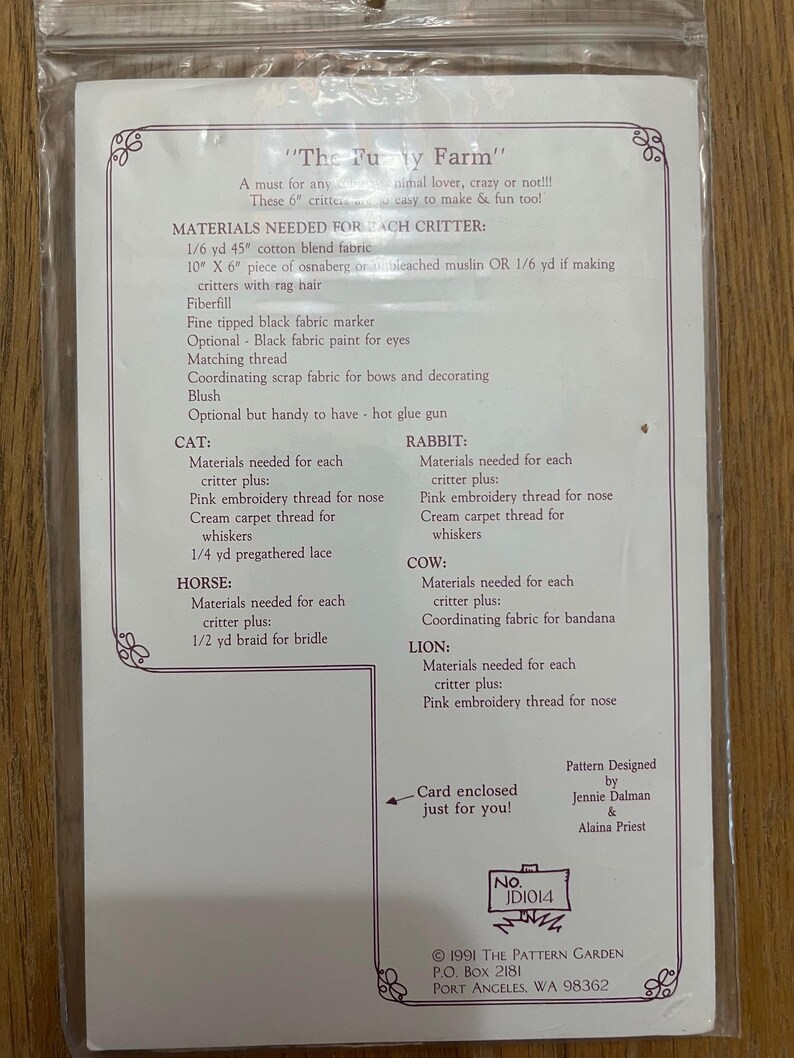 "The Farm"
A must for any animal lover, crazy or not!!!
These 6" critters are so easy to make & fun too!
MATERIALS NEEDED FOR EACH CRITTER:
1/6 yd 45" cotton blend fabric
10" X 6" piece of osnaberg or unbleached muslin OR 1/6 yd if making
critters with rag hair
Fiberfill
Fine tipped black fabric marker
Optional - Black fabric paint for eyes
Matching thread
Coordinating scrap fabric for bows and decorating
Blush
Optional but handy to have - hot glue gun
CAT:
Materials needed for each
critter plus:
Pink embroidery thread for nose
Cream carpet thread for
whiskers
1/4 yd pregathered lace
HORSE:
Materials needed for each
critter plus:
1/2 yd braid for bridle
RABBIT:
Materials needed for each
critter plus:
Pink embroidery thread for nose
Cream carpet thread for
whiskers
COW:
Materials needed for each
critter plus:
Coordinating fabric for bandana
LION:
Materials needed for each
critter plus:
Pink embroidery thread for nose
Card enclosed
just for you!
Pattern Designed
by
Jennie Dalman
&
Alaina Priest
NO.
JD1014
© 1991 THE PATTERN GARDEN
P.O. BOX 2181
PORT ANGELES, WA 98362